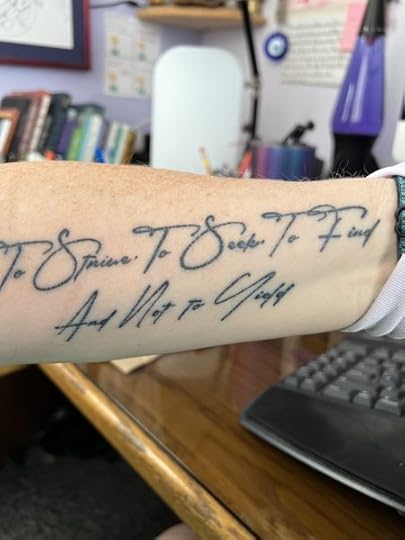 To Strive. To Seek. To Find
And Not to Yield